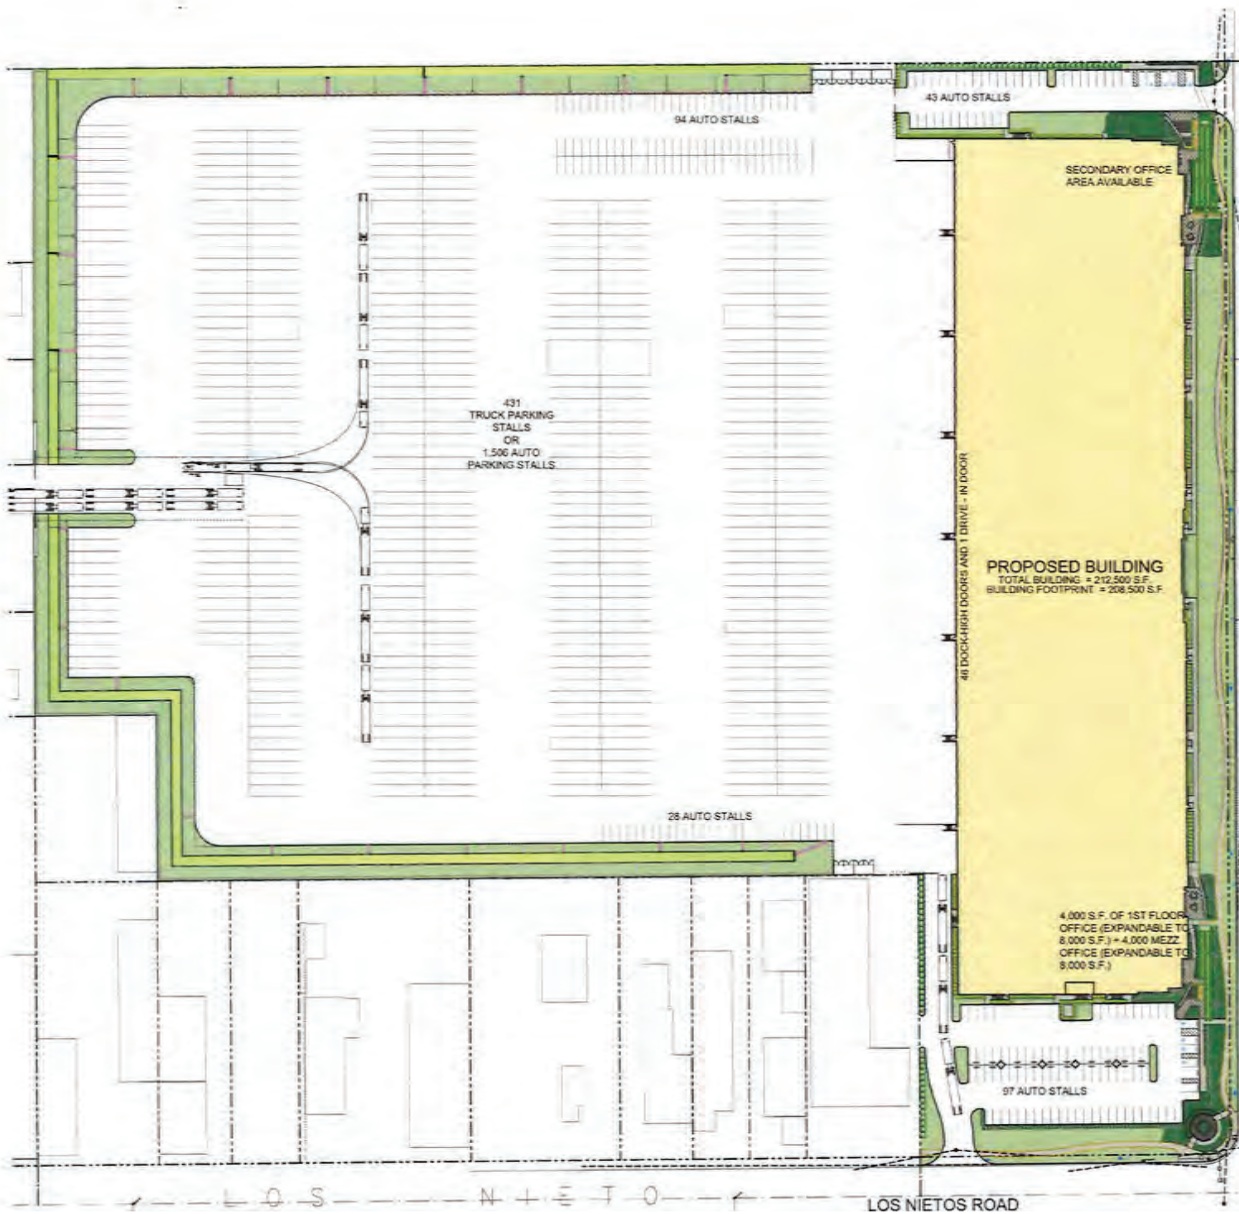 43 AUTO STALLS
94 AUTO STALLS
SECONDARY OFFICE
AREA AVAILABLE
431
TRUCK PARKING
STALLS
OR
1,506 AUTO
PARKING STALLS
46 DOCK-HIGH DOORS AND 1 DRIVE - IN DOOR
PROPOSED BUILDING
TOTAL BUILDING = 212,500 S.F.
BUILDING FOOTPRINT = 208,500 S.F.
28 AUTO STALLS
4,000 S.F. OF 1ST FLOOR
OFFICE (EXPANDABLE TO
8,000 S.F.) + 4,000 MEZZ.
OFFICE (EXPANDABLE TO
8,000 S.F.)
97 AUTO STALLS
LOS NIETO
LOS NIETOS ROAD